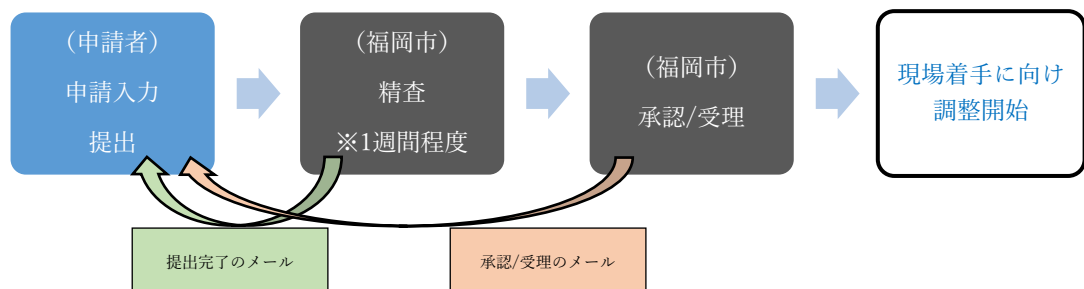 (申請者)
申請入力
提出
(福岡市)
精査
※1週間程度
(福岡市)
承認/受理
現場着手に向け
調整開始
提出完了のメール
承認/受理のメール